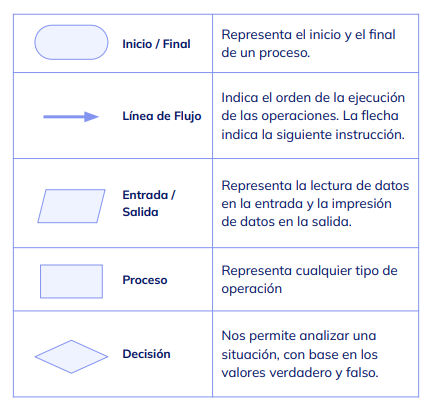 Inicio / Final
Representa el inicio y el final
de un proceso.
Línea de Flujo
Indica el orden de la ejecución
de las operaciones. La flecha
indica la siguiente instrucción.
Entrada /
Salida
Representa la lectura de datos
en la entrada y la impresión
de datos en la salida.
Proceso
Representa cualquier tipo de
operación
Decisión
Nos permite analizar una
situación, con base en los
valores verdadero y falso.